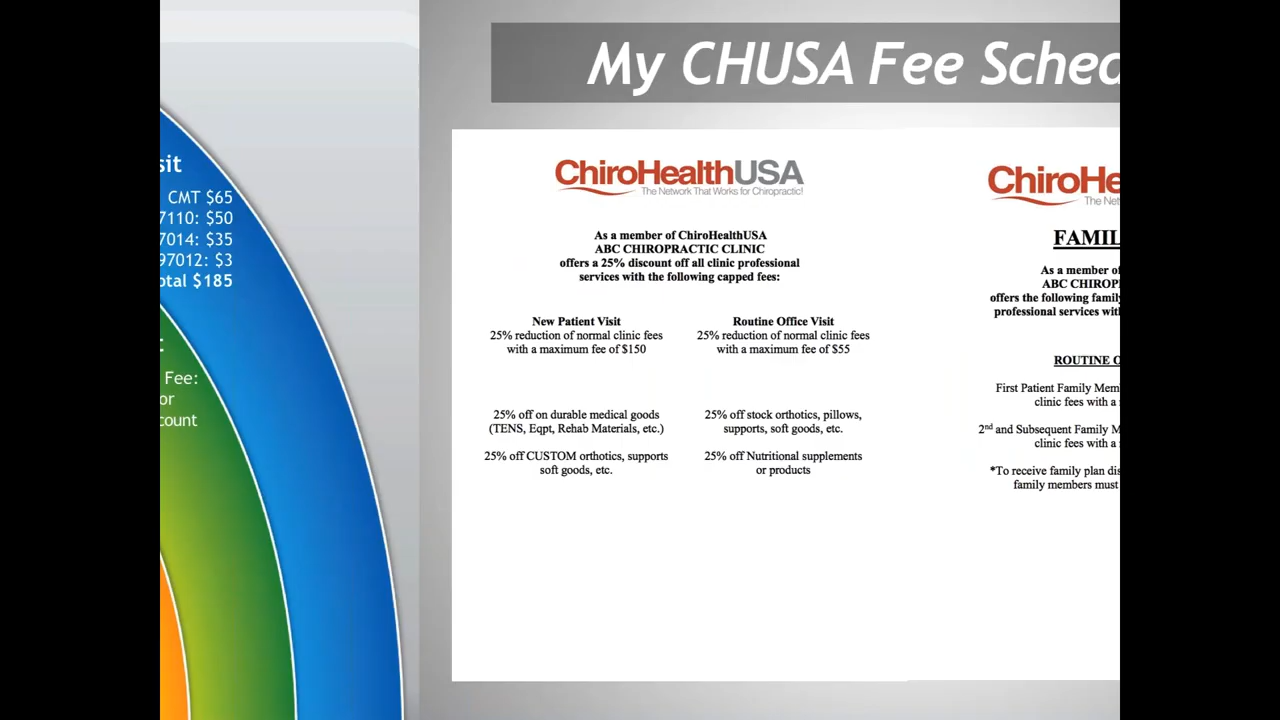 sit
CMT $65
7110: $50
7014: $35
97012: $3
otal $185
t
Fee:
or
count
My CHUSA Fee Sched
ChiroHealthUSA
The Network That Works for Chiropractic!
As a member of ChiroHealthUSA
ABC CHIROPRACTIC CLINIC
offers a 25% discount off all clinic professional
services with the following capped fees:
New Patient Visit
25% reduction of normal clinic fees
with a maximum fee of $150
Routine Office Visit
25% reduction of normal clinic fees
with a maximum fee of $55
25% off on durable medical goods
(TENS, Eqpt, Rehab Materials, etc.)
25% off stock orthotics, pillows,
supports, soft goods, etc.
25% off CUSTOM orthotics, supports
soft goods, etc.
25% off Nutritional supplements
or products
ChiroHe
The Net
FAMIL
As a member of
ABC CHIROP
offers the following family
professional services with
ROUTINE O
First Patient Family Mem
clinic fees with a
2nd and Subsequent Family M
clinic fees with a
*To receive family plan dis
family members must